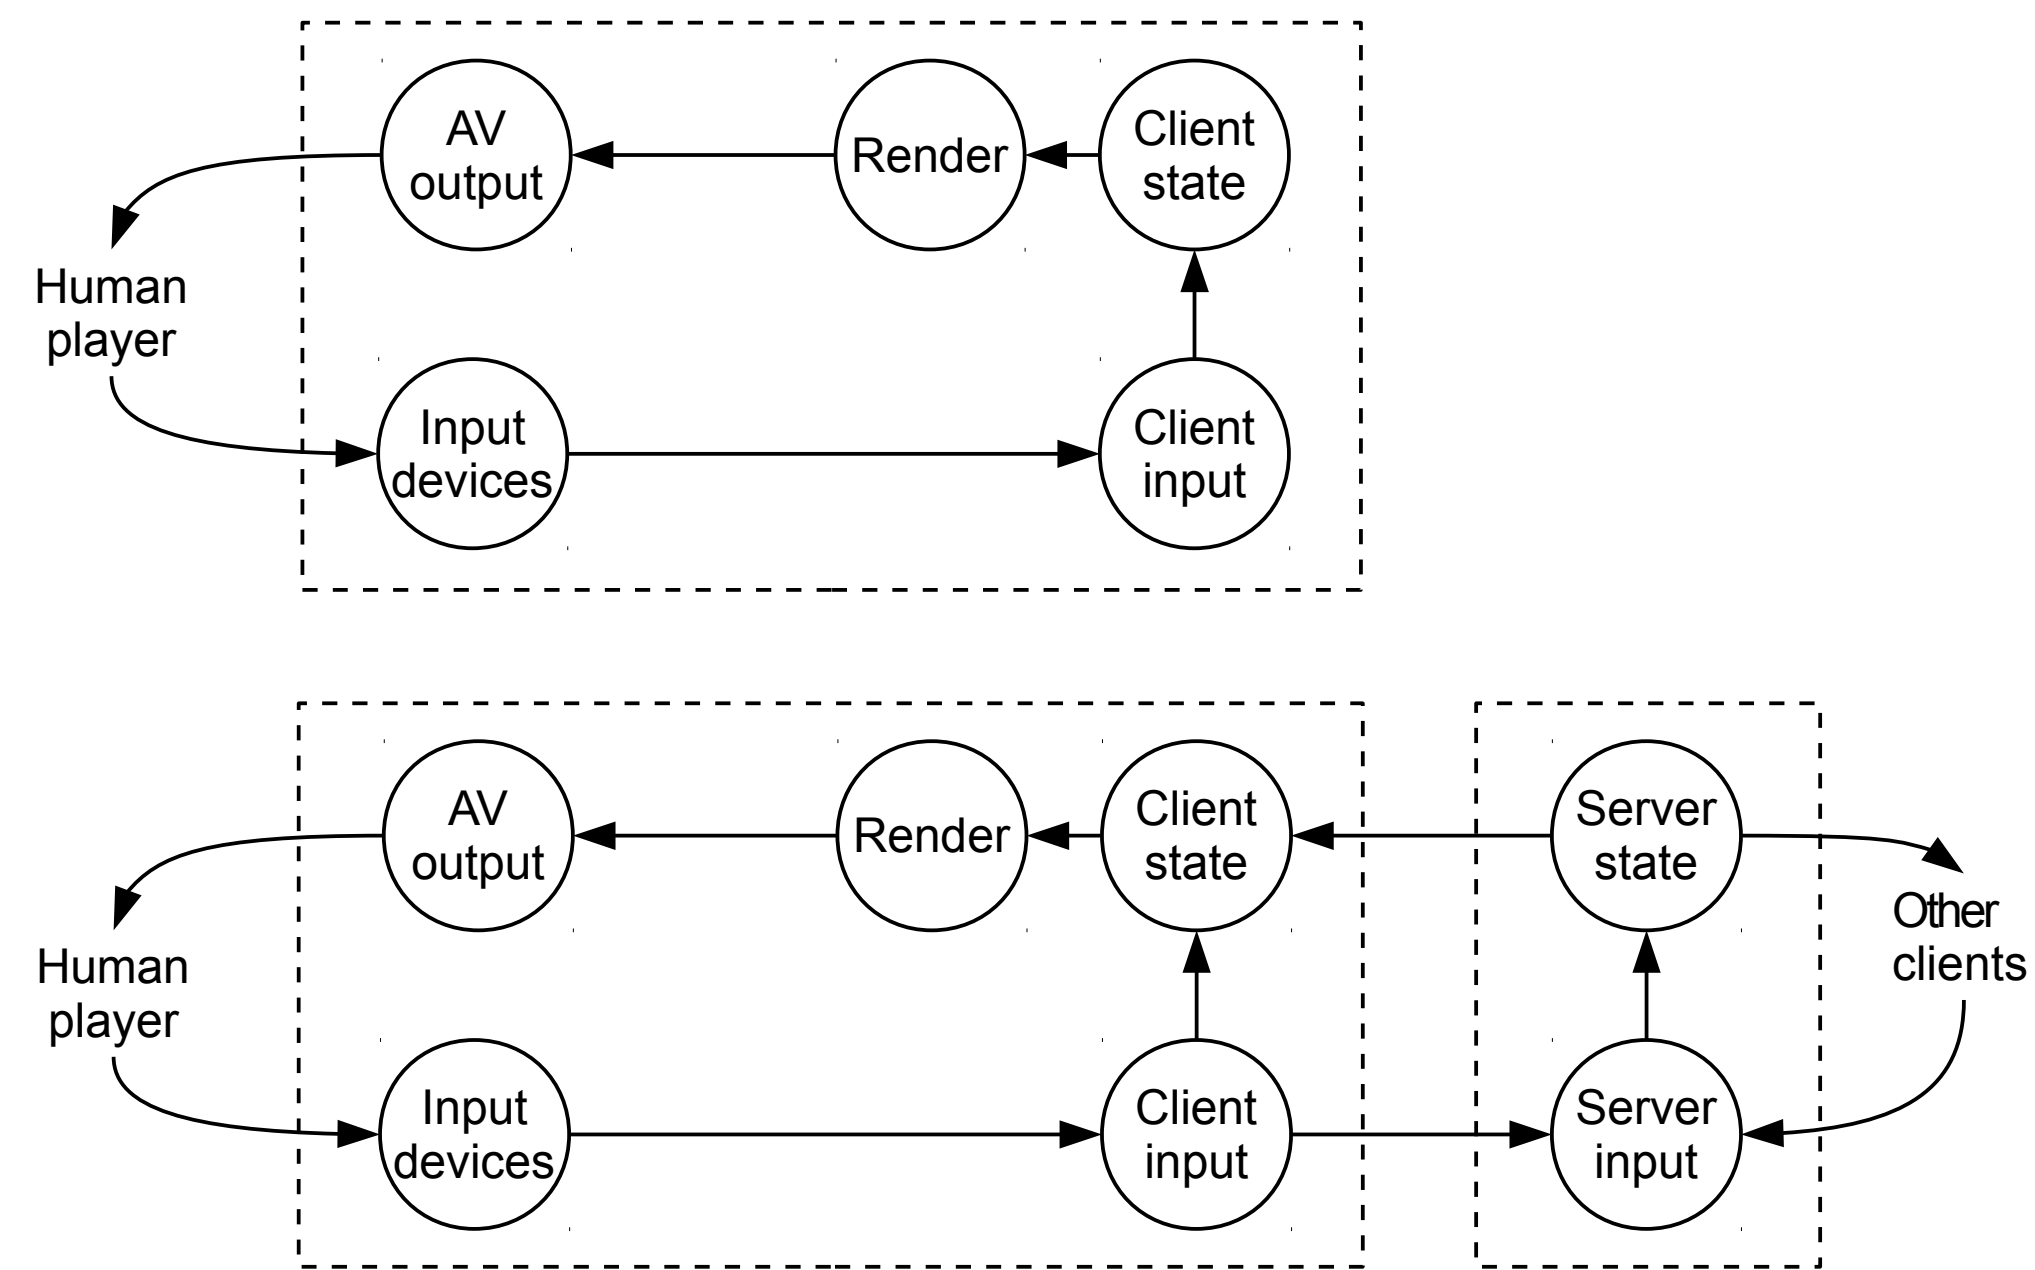 AV
output
Render
Client
state
Human
player
Input
devices
Client
input
AV
output
Render
Client
state
Server
state
Other
clients
Human
player
Input
devices
Client
input
Server
input